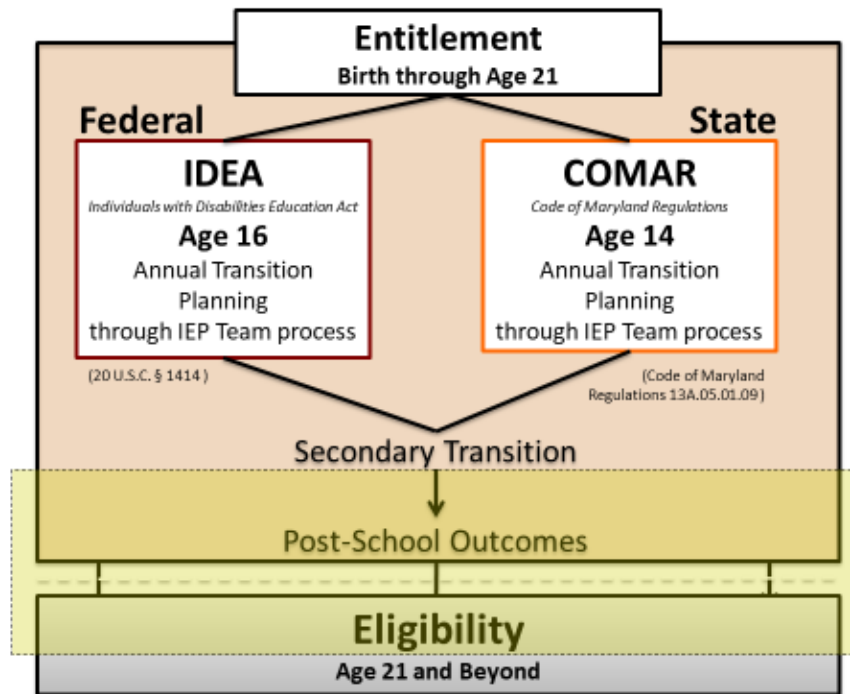 Entitlement
Birth through Age 21
Federal
State
IDEA
Individuals with Disabilities Education Act
Age 16
Annual Transition
Planning
through IEP Team process
COMAR
Code of Maryland Regulations
Age 14
Annual Transition
Planning
through IEP Team process
(20 U.S.C. § 1414 )
(Code of Maryland
Regulations 13A.05.01.09)
Secondary Transition
Post-School Outcomes
Eligibility
Age 21 and Beyond